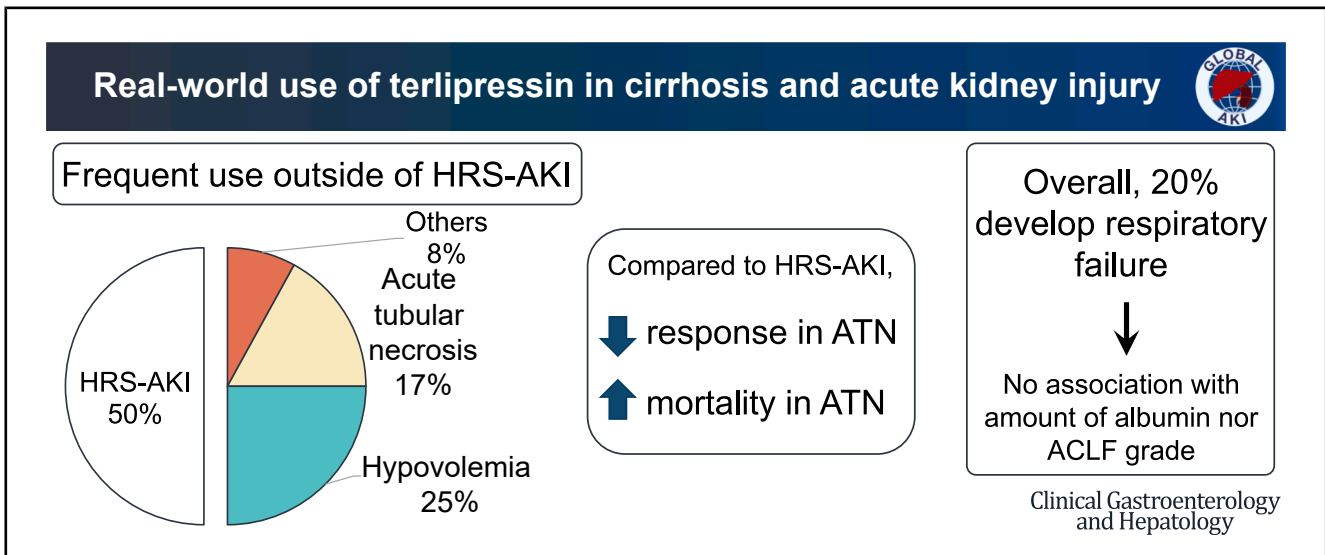 Real-world use of terlipressin in cirrhosis and acute kidney injury
GLOBAL
AKI
Frequent use outside of HRS-AKI
Others
8%
Acute
tubular
necrosis
17%
HRS-AKI
50%
Hypovolemia
25%
Compared to HRS-AKI,
response in ATN
mortality in ATN
Overall, 20%
develop respiratory
failure
No association with
amount of albumin nor
ACLF grade
Clinical Gastroenterology
and Hepatology